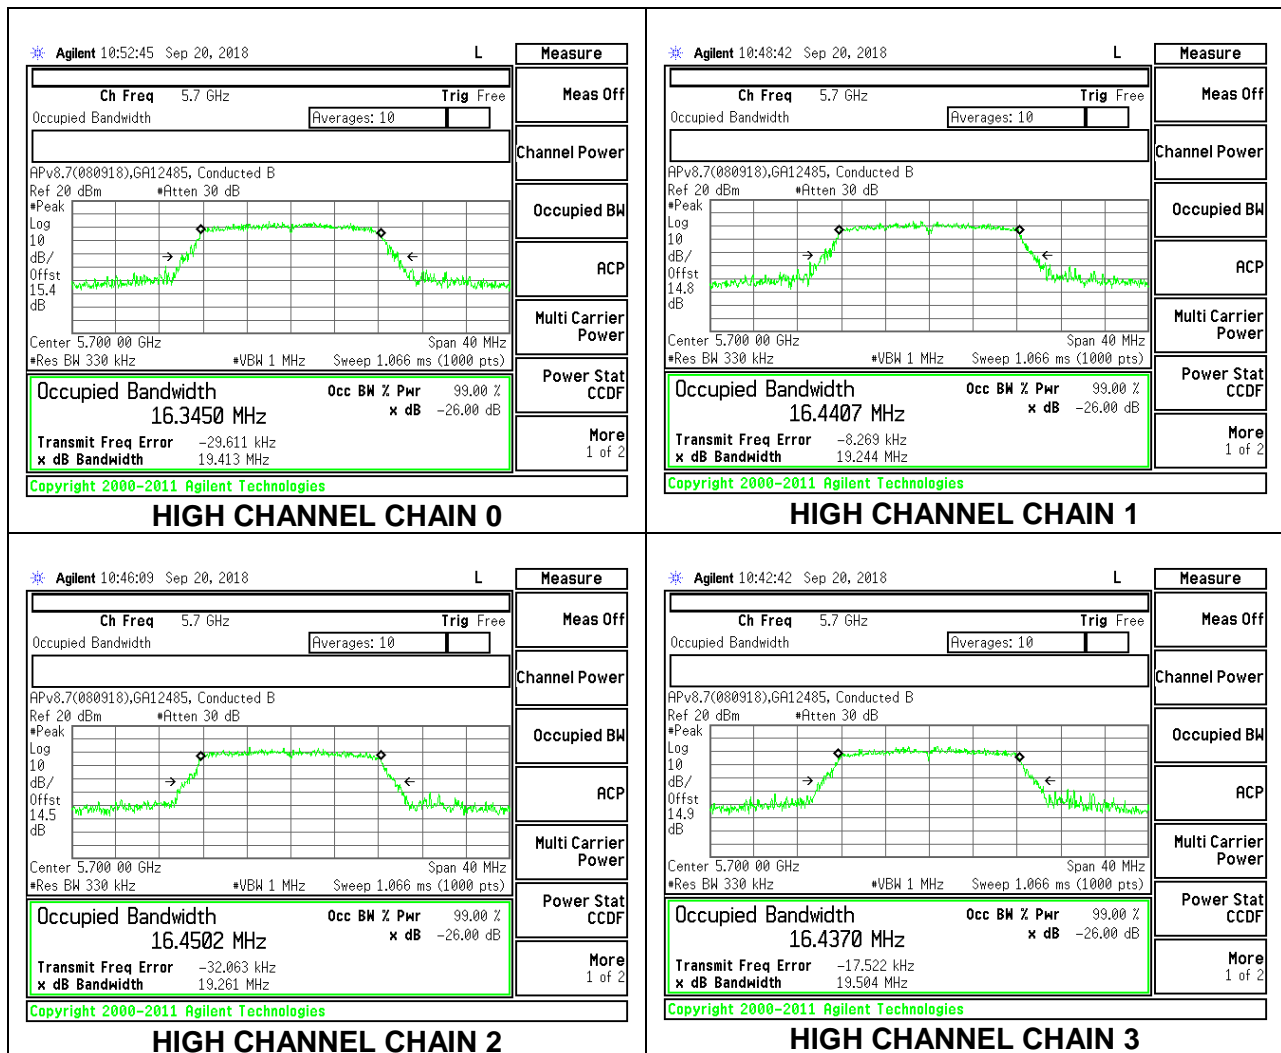 Agilent 10:52:45 Sep 20, 2018 L Measure
Ch Freq 5.7 GHz Trig Free Meas Off
Occupied Bandwidth Averages: 10
Channel Power
APv8.7(080918),GA12485, Conducted B
Ref 20 dBm #Atten 30 dB
#Peak
Log
10
dB/
Offst
15.4
dB
Occupied BW
ACP
Multi Carrier
Power
Center 5.700 00 GHz Span 40 MHz
#Res BW 330 kHz #VBW 1 MHz Sweep 1.066 ms (1000 pts)
Power Stat
CCDF
Occupied Bandwidth Occ BW % Pwr 99.00 %
16.3450 MHz x dB -26.00 dB
Transmit Freq Error -29.611 kHz
x dB Bandwidth 19.413 MHz
More
1 of 2
Copyright 2000-2011 Agilent Technologies
HIGH CHANNEL CHAIN 0
Agilent 10:48:42 Sep 20, 2018 L Measure
Ch Freq 5.7 GHz Trig Free Meas Off
Occupied Bandwidth Averages: 10
Channel Power
APv8.7(080918),GA12485, Conducted B
Ref 20 dBm #Atten 30 dB
#Peak
Log
10
dB/
Offst
14.8
dB
Occupied BW
ACP
Multi Carrier
Power
Center 5.700 00 GHz Span 40 MHz
#Res BW 330 kHz #VBW 1 MHz Sweep 1.066 ms (1000 pts)
Power Stat
CCDF
Occupied Bandwidth Occ BW % Pwr 99.00 %
16.4407 MHz x dB -26.00 dB
Transmit Freq Error -8.269 kHz
x dB Bandwidth 19.244 MHz
More
1 of 2
Copyright 2000-2011 Agilent Technologies
HIGH CHANNEL CHAIN 1
Agilent 10:46:09 Sep 20, 2018 L Measure
Ch Freq 5.7 GHz Trig Free Meas Off
Occupied Bandwidth Averages: 10
Channel Power
APv8.7(080918),GA12485, Conducted B
Ref 20 dBm #Atten 30 dB
#Peak
Log
10
dB/
Offst
14.5
dB
Occupied BW
ACP
Multi Carrier
Power
Center 5.700 00 GHz Span 40 MHz
#Res BW 330 kHz #VBW 1 MHz Sweep 1.066 ms (1000 pts)
Power Stat
CCDF
Occupied Bandwidth Occ BW % Pwr 99.00 %
16.4502 MHz x dB -26.00 dB
Transmit Freq Error -32.063 kHz
x dB Bandwidth 19.261 MHz
More
1 of 2
Copyright 2000-2011 Agilent Technologies
HIGH CHANNEL CHAIN 2
Agilent 10:42:42 Sep 20, 2018 L Measure
Ch Freq 5.7 GHz Trig Free Meas Off
Occupied Bandwidth Averages: 10
Channel Power
APv8.7(080918),GA12485, Conducted B
Ref 20 dBm #Atten 30 dB
#Peak
Log
10
dB/
Offst
14.9
dB
Occupied BW
ACP
Multi Carrier
Power
Center 5.700 00 GHz Span 40 MHz
#Res BW 330 kHz #VBW 1 MHz Sweep 1.066 ms (1000 pts)
Power Stat
CCDF
Occupied Bandwidth Occ BW % Pwr 99.00 %
16.4370 MHz x dB -26.00 dB
Transmit Freq Error -17.522 kHz
x dB Bandwidth 19.504 MHz
More
1 of 2
Copyright 2000-2011 Agilent Technologies
HIGH CHANNEL CHAIN 3